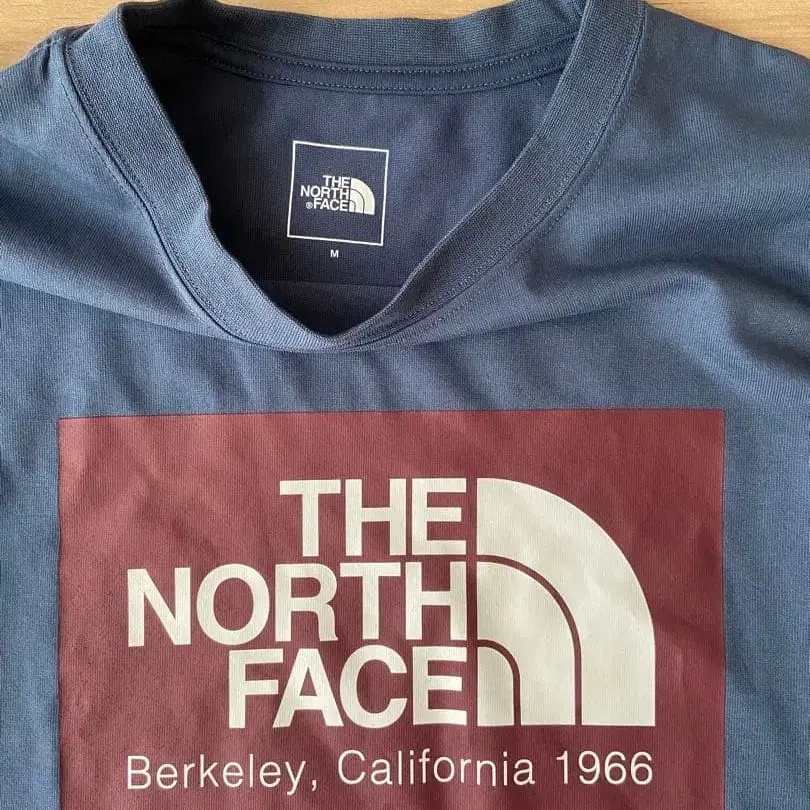 THE
NORTH
®FACE
M
THE
NORTH
FACE
Berkeley, California 1966